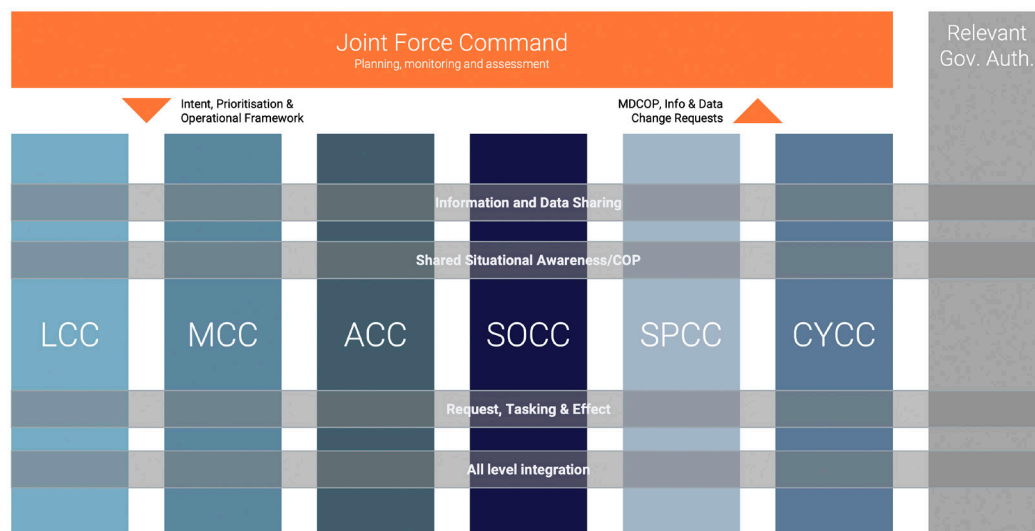 Joint Force Command
Planning, monitoring and assessment
Relevant
Gov. Auth.
Intent, Prioritisation &
Operational Framework
MDCOP, Info & Data
Change Requests
Information and Data Sharing
Shared Situational Awareness/COP
LCC
MCC
ACC
SOCC
SPCC
CYCC
Request, Tasking & Effect
All level integration